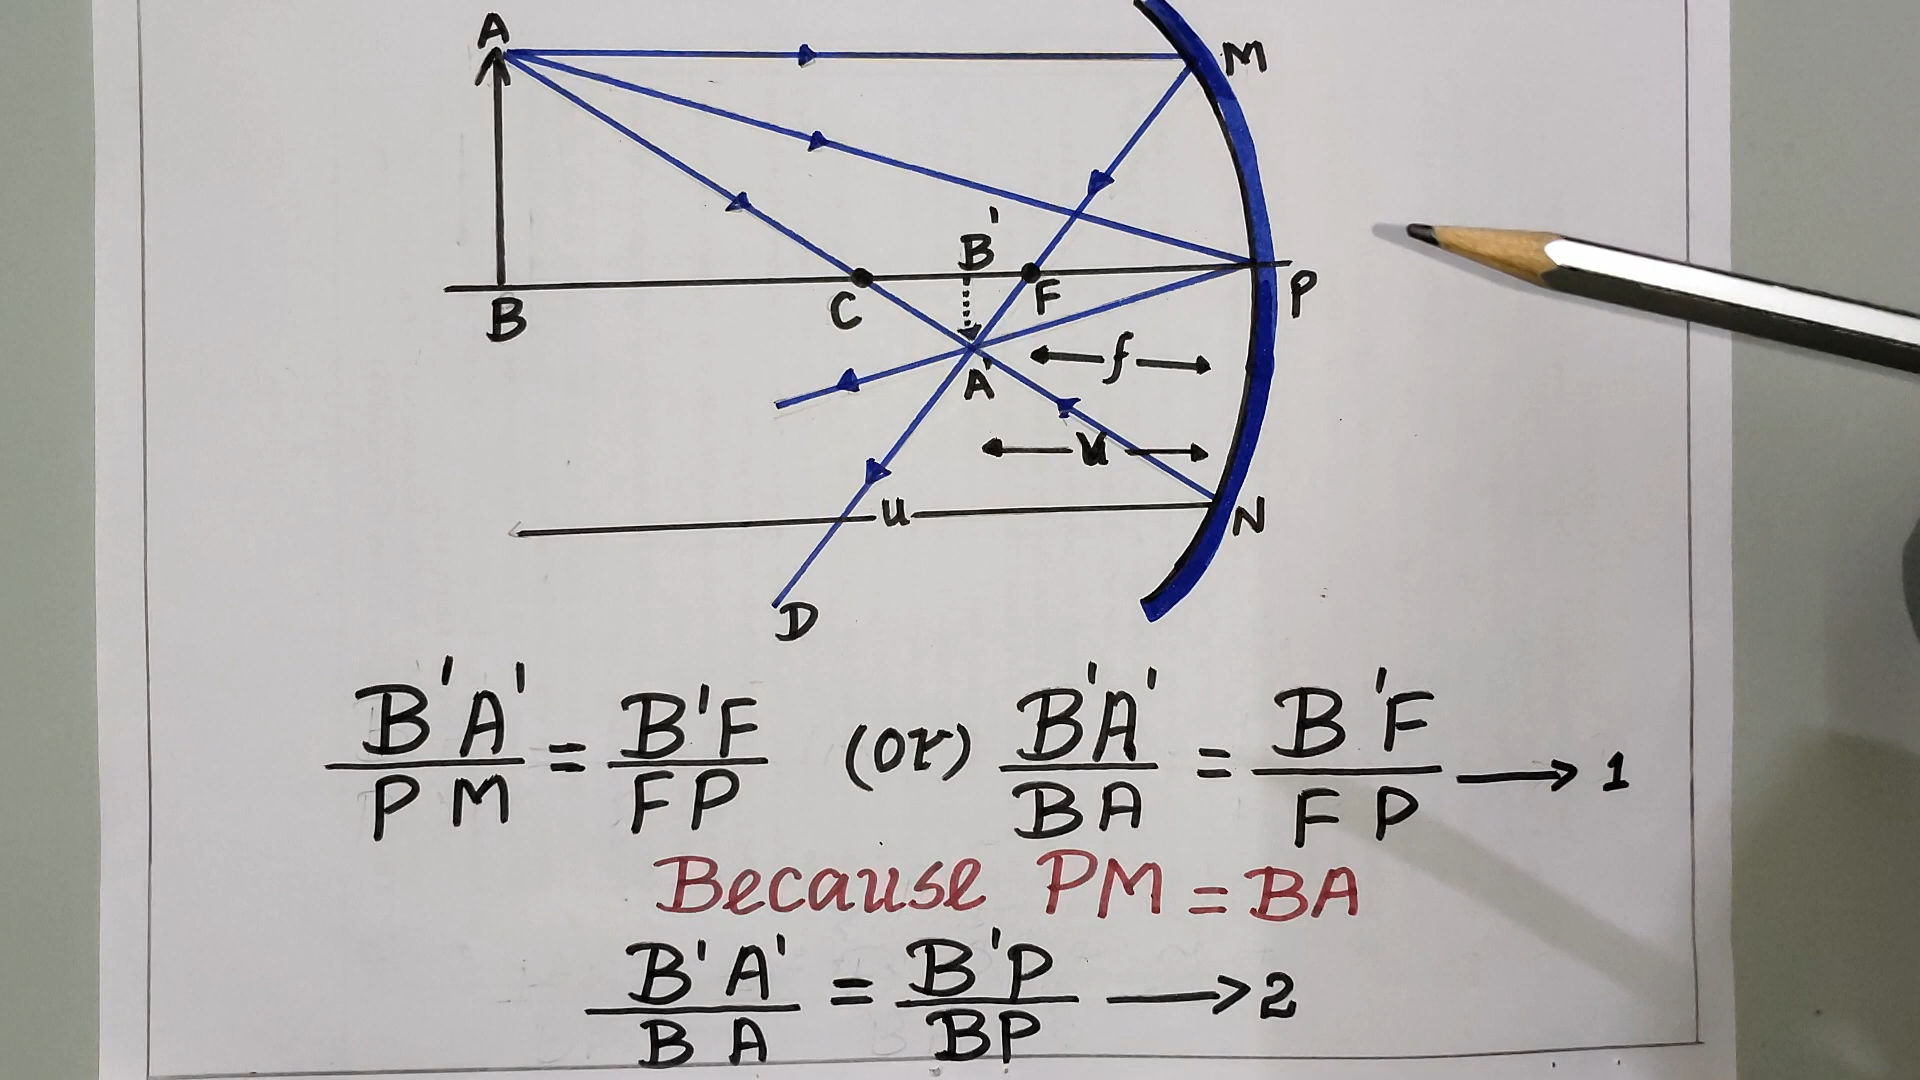 A
M
B'
C
F
P
B
f
A'
u
u
N
D
B'A' / PM = B'F / FP (or) B'A' / BA = B'F / FP → 1
Because PM = BA
B'A' / BA = B'P / BP → 2